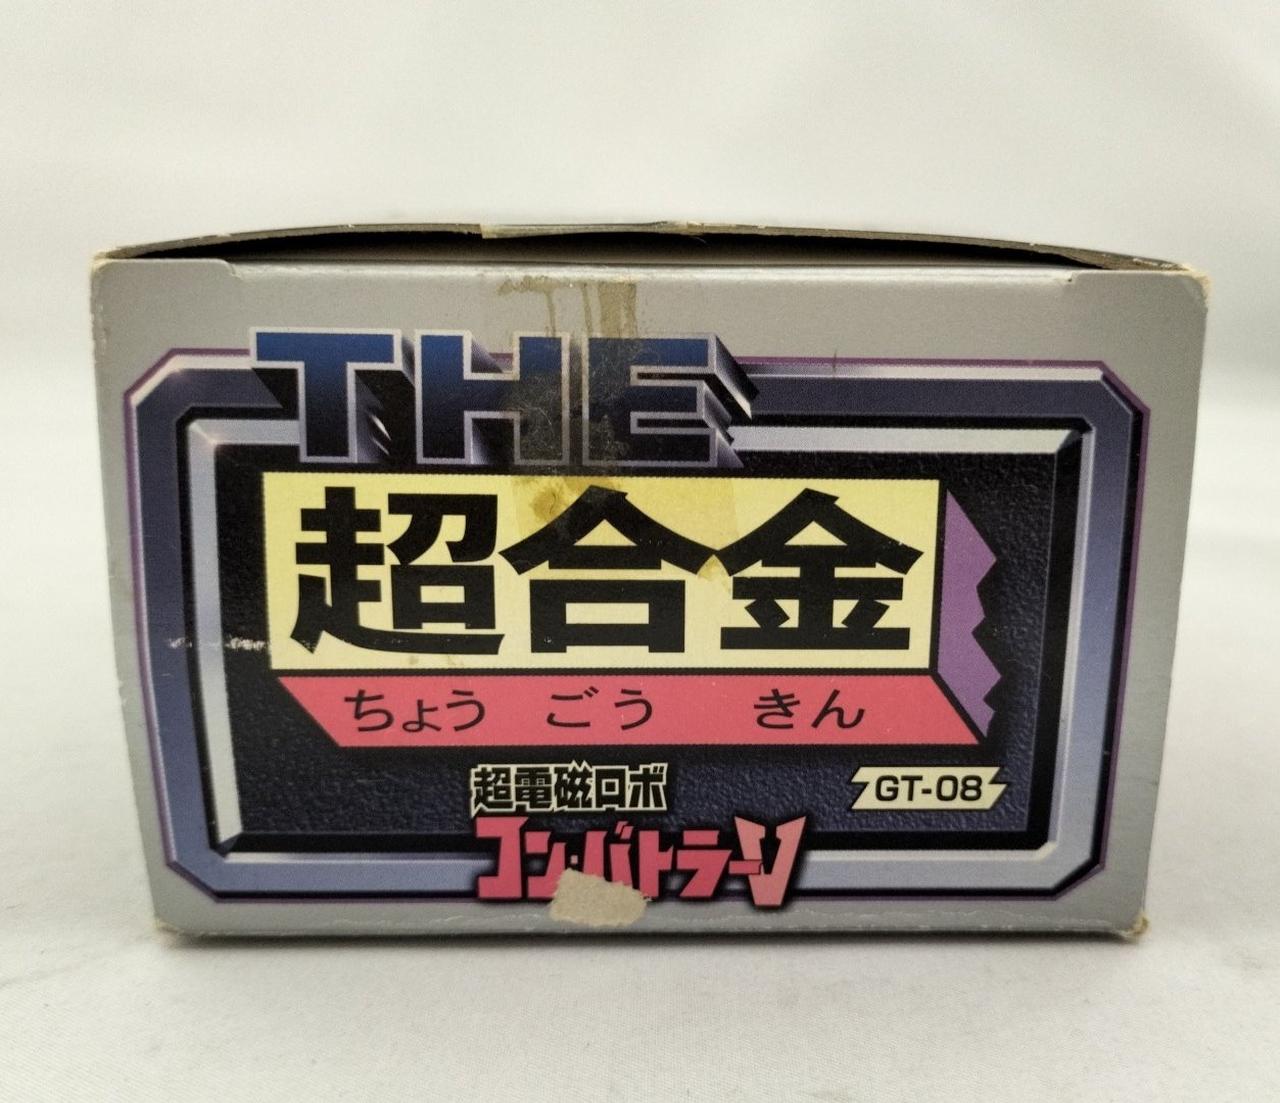 THE
超合金
ちょう ごう きん
超電磁ロボ
GT-08
コン・バトラーV